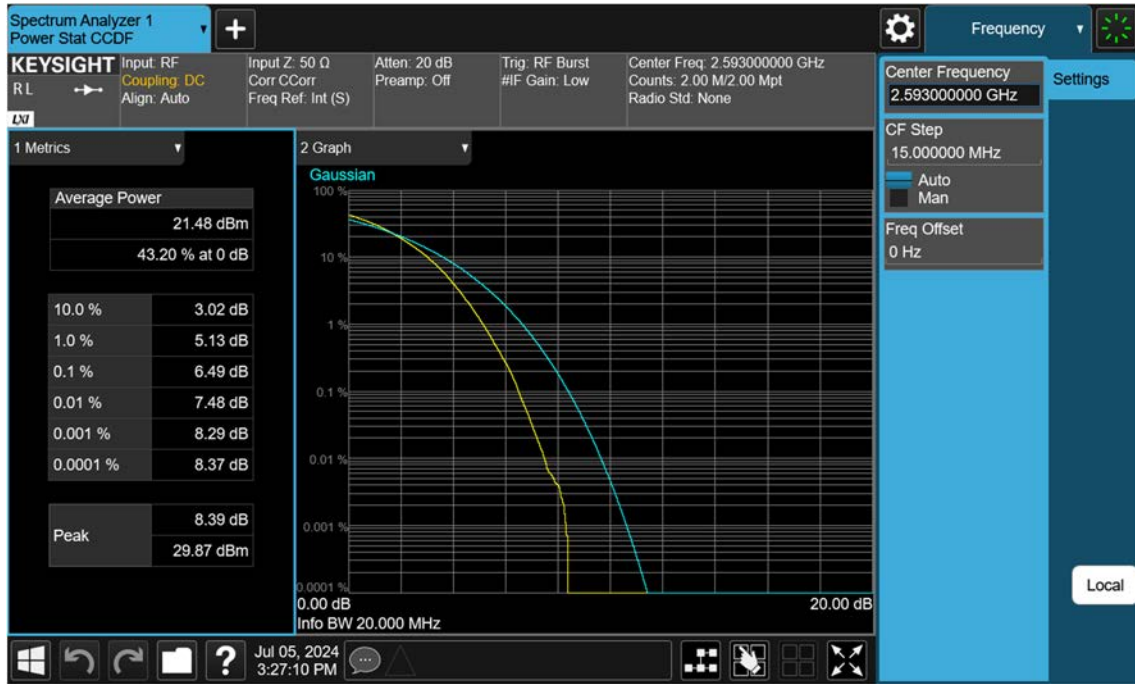 Spectrum Analyzer 1
Power Stat CCDF
+
Frequency
KEYSIGHT
RL
LXI
Input: RF
Coupling: DC
Align: Auto
Input Z: 50 Ω
Corr CCorr
Freq Ref: Int (S)
Atten: 20 dB
Preamp: Off
Trig: RF Burst
#IF Gain: Low
Center Freq: 2.593000000 GHz
Counts: 2.00 M/2.00 Mpt
Radio Std: None
Center Frequency
2.593000000 GHz
Settings
CF Step
15.000000 MHz
Auto
Man
Freq Offset
0 Hz
1 Metrics
Average Power
21.48 dBm
43.20 % at 0 dB
10.0 % 3.02 dB
1.0 % 5.13 dB
0.1 % 6.49 dB
0.01 % 7.48 dB
0.001 % 8.29 dB
0.0001 % 8.37 dB
Peak
8.39 dB
29.87 dBm
2 Graph
Gaussian
100 %
10 %
1 %
0.1 %
0.01 %
0.001 %
0.0001 %
0.00 dB 20.00 dB
Info BW 20.000 MHz
Local
?
Jul 05, 2024
3:27:10 PM